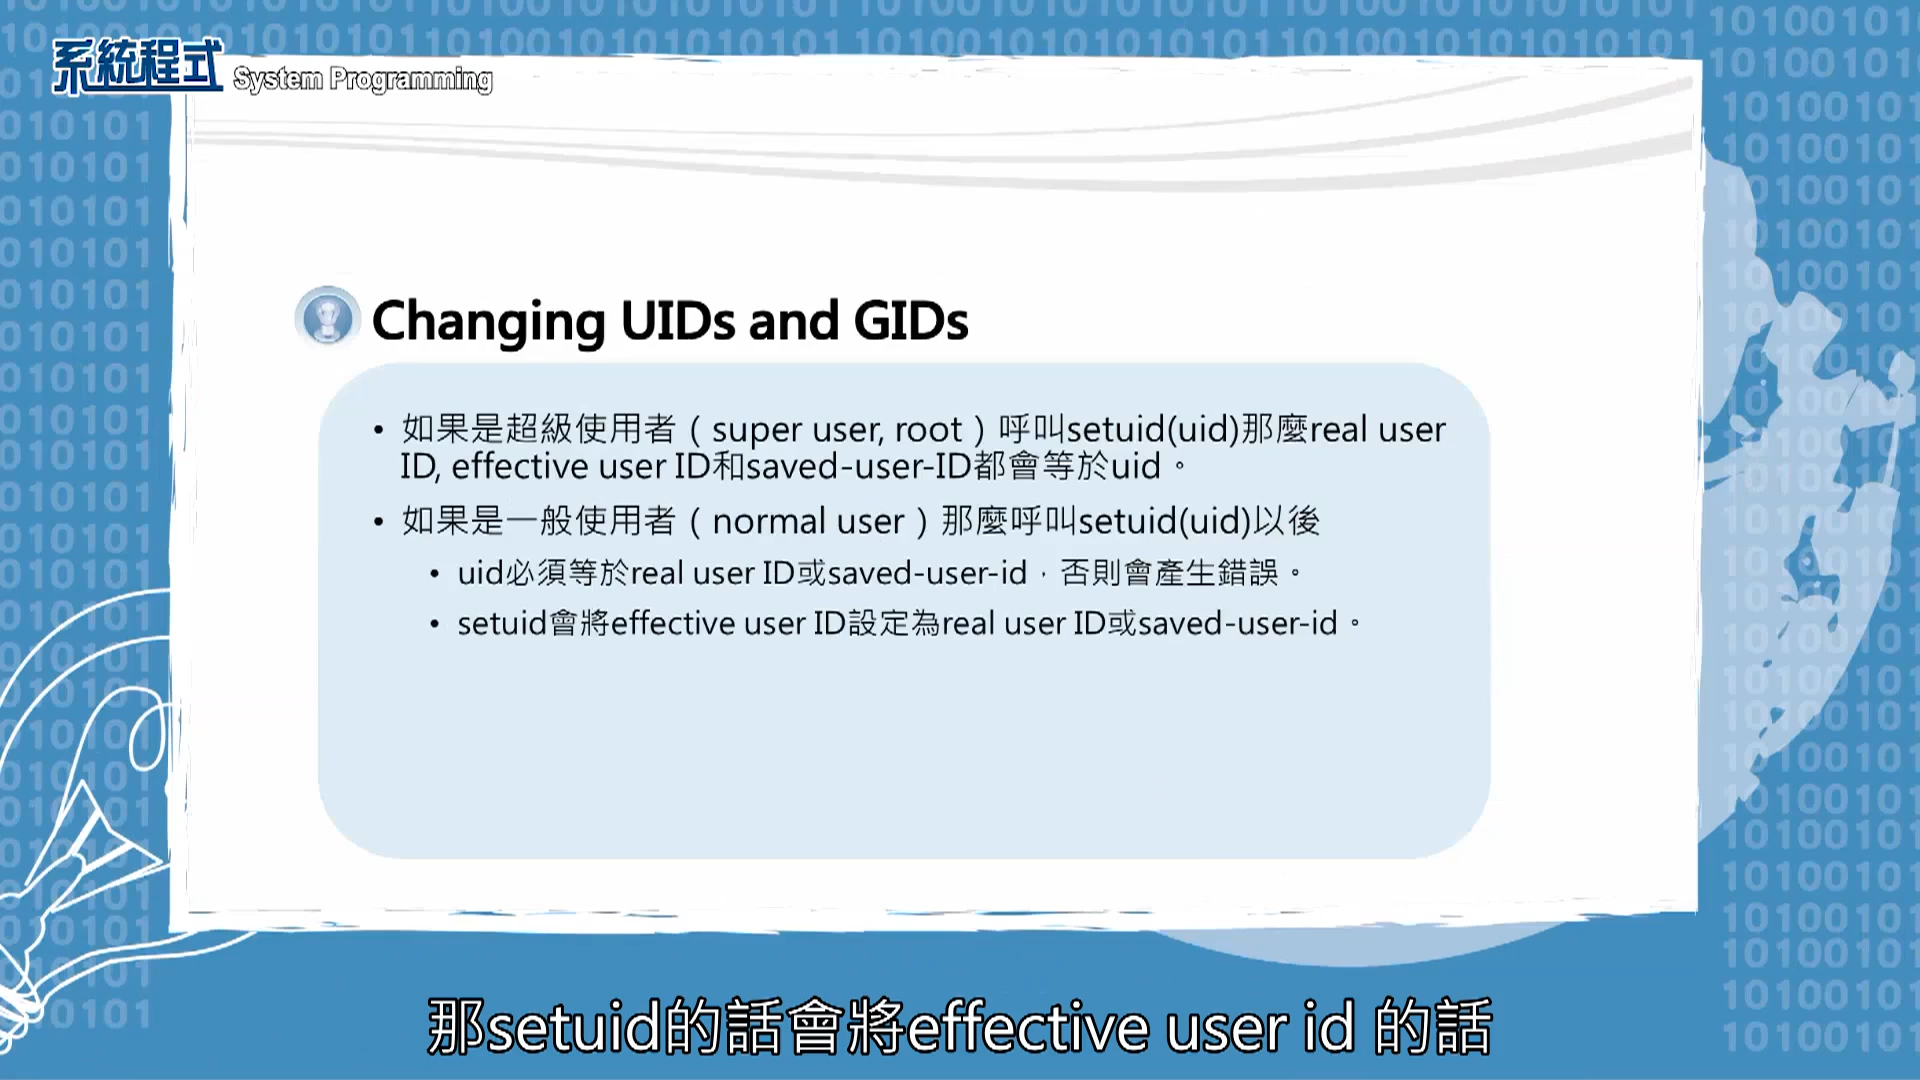 系統程式 System Programming
Changing UIDs and GIDs
• 如果是超級使用者（super user, root）呼叫setuid(uid)那麼real user
ID, effective user ID和saved-user-ID都會等於uid。
• 如果是一般使用者（normal user）那麼呼叫setuid(uid)以後
• uid必須等於real user ID或saved-user-id，否則會產生錯誤。
• setuid會將effective user ID設定為real user ID或saved-user-id。
那setuid的話會將effective user id 的話